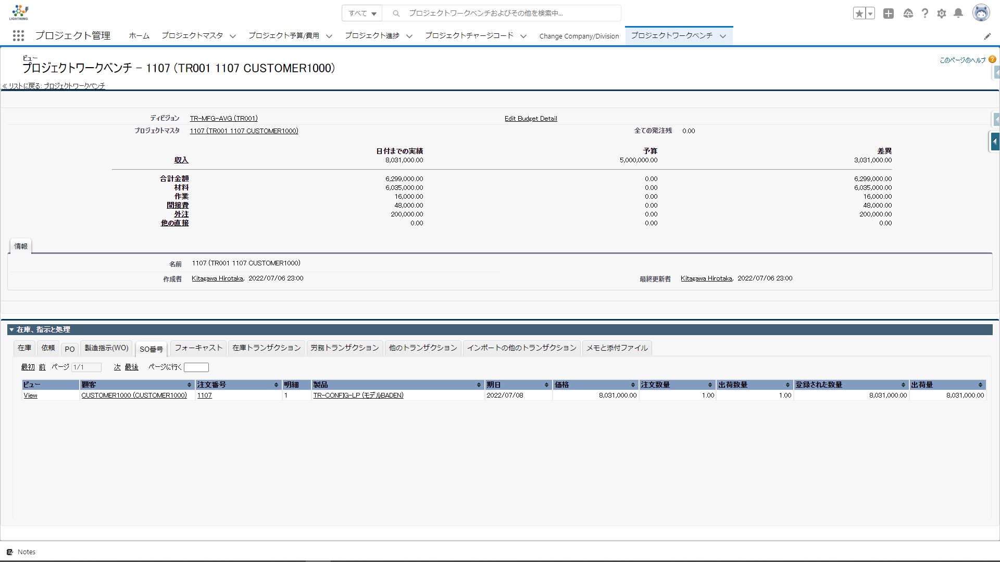 LIGHTNING
すべて
プロジェクトワークベンチおよびその他を検索中...
プロジェクト管理
ホーム
プロジェクトマスタ
プロジェクト予算/費用
プロジェクト進捗
プロジェクトチャージコード
Change Company/Division
プロジェクトワークベンチ
ビュー
プロジェクトワークベンチ – 1107 (TR001 1107 CUSTOMER1000)
このページのヘルプ ?
« リストに戻る: プロジェクトワークベンチ
ディビジョン TR-MFG-AVG (TR001) Edit Budget Detail
プロジェクトマスタ 1107 (TR001 1107 CUSTOMER1000) 全ての発注残 0.00
日付までの実績 予算 差異
収入 8,031,000.00 5,000,000.00 3,031,000.00
合計金額 6,299,000.00 0.00 6,299,000.00
材料 6,035,000.00 0.00 6,035,000.00
作業 16,000.00 0.00 16,000.00
間接費 48,000.00 0.00 48,000.00
外注 200,000.00 0.00 200,000.00
他の直接 0.00 0.00 0.00
情報
名前 1107 (TR001 1107 CUSTOMER1000)
作成者 Kitagawa Hirotaka, 2022/07/06 23:00 最終更新者 Kitagawa Hirotaka, 2022/07/06 23:00
在庫、指示と処理
在庫 依頼 PO 製造指示(WO) SO番号 フォーキャスト 在庫トランザクション 労務トランザクション 他のトランザクション インポートの他のトランザクション メモと添付ファイル
最初 前 ページ 1/1 次 最後 ページに行く
ビュー 顧客 注文番号 明細 製品 期日 価格 注文数量 出荷数量 登録された数量 出荷量
View CUSTOMER1000 (CUSTOMER1000) 1107 1 TR-CONFIG-LP (モデルBADEN) 2022/07/08 8,031,000.00 1.00 1.00 8,031,000.00 8,031,000.00
Notes